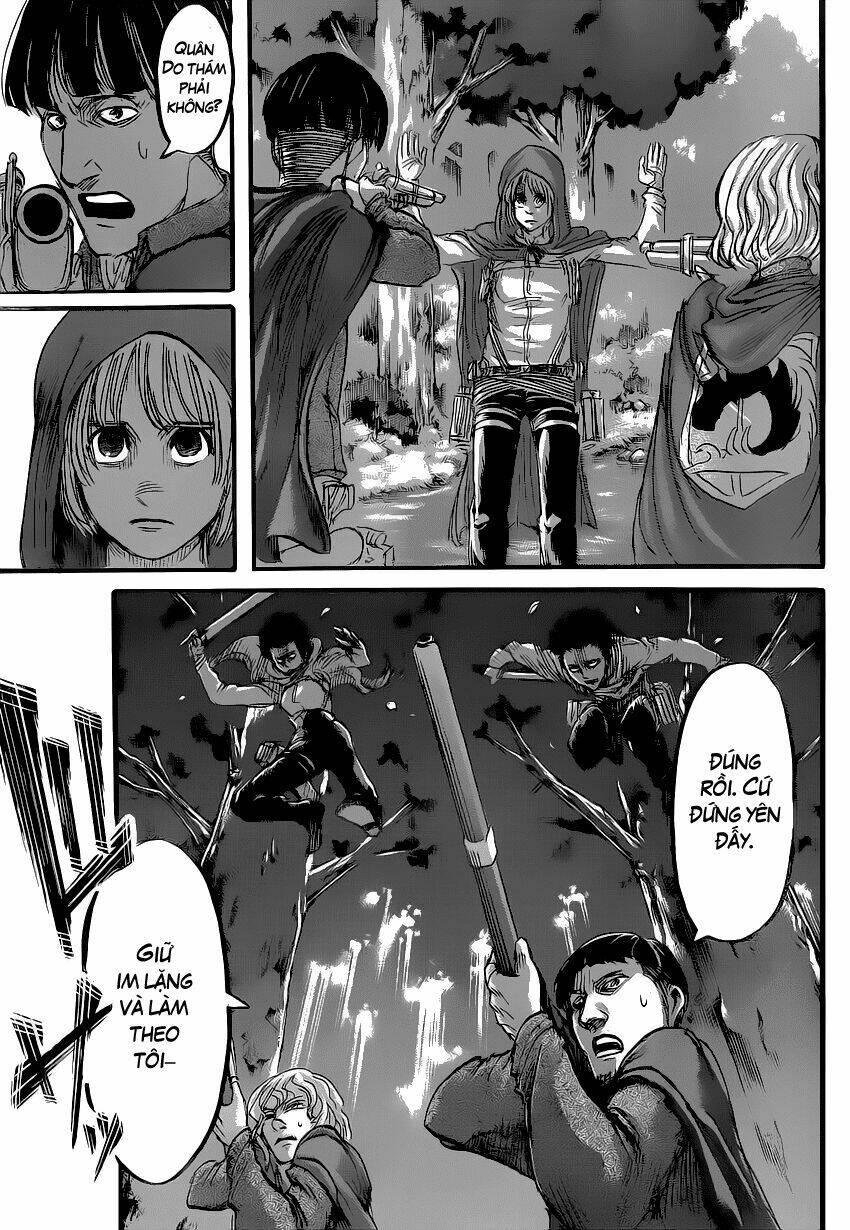 QUÂN
DO THÁM
PHẢI
KHÔNG?
ĐÚNG
RỒI. CỨ
ĐỨNG YÊN
ĐẤY.
GIỮ
IM LẶNG
VÀ LÀM
THEO
TÔI–